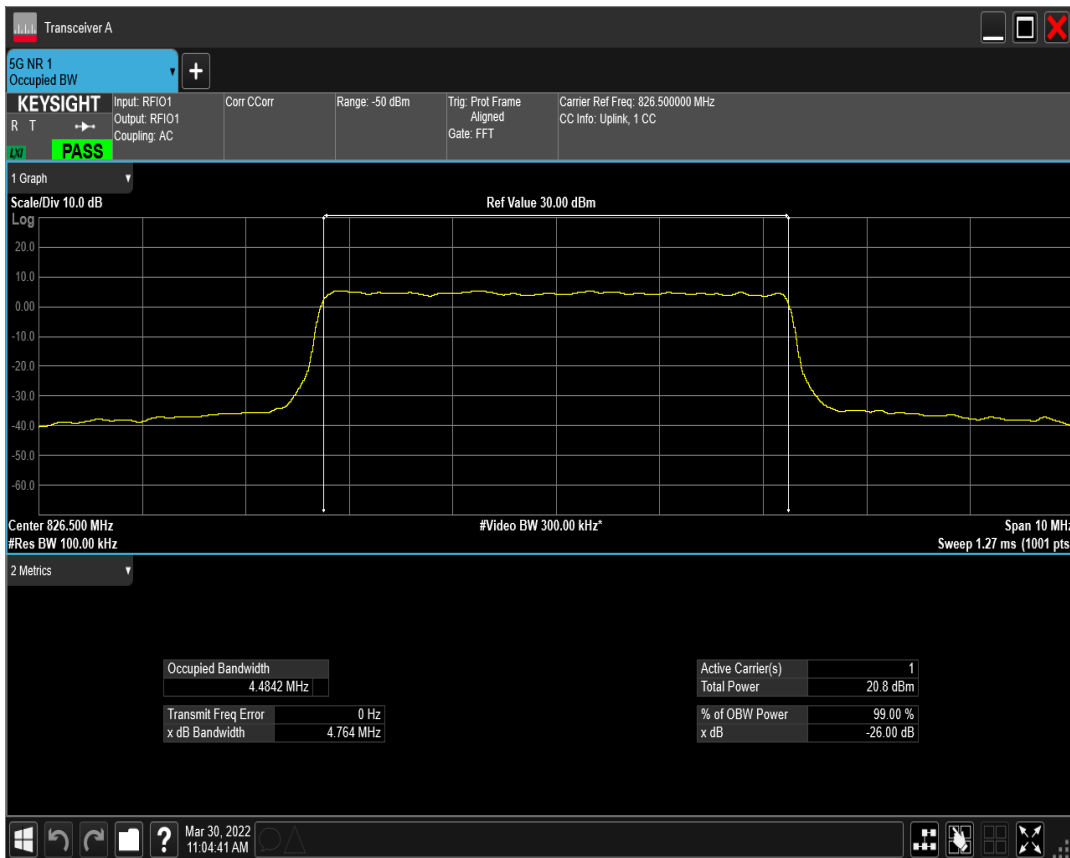 Transceiver A
5G NR 1
Occupied BW
+
KEYSIGHT
R T
LXI
PASS
Input: RFIO1
Output: RFIO1
Coupling: AC
Corr CCorr
Range: -50 dBm
Trig: Prot Frame
Aligned
Gate: FFT
Carrier Ref Freq: 826.500000 MHz
CC Info: Uplink, 1 CC
1 Graph
Scale/Div 10.0 dB
Ref Value 30.00 dBm
Log
20.0
10.0
0.00
-10.0
-20.0
-30.0
-40.0
-50.0
-60.0
Center 826.500 MHz
#Video BW 300.00 kHz*
Span 10 MHz
#Res BW 100.00 kHz
Sweep 1.27 ms (1001 pts
2 Metrics
Occupied Bandwidth
4.4842 MHz
Transmit Freq Error 0 Hz
x dB Bandwidth 4.764 MHz
Active Carrier(s) 1
Total Power 20.8 dBm
% of OBW Power 99.00 %
x dB -26.00 dB
?
Mar 30, 2022
11:04:41 AM